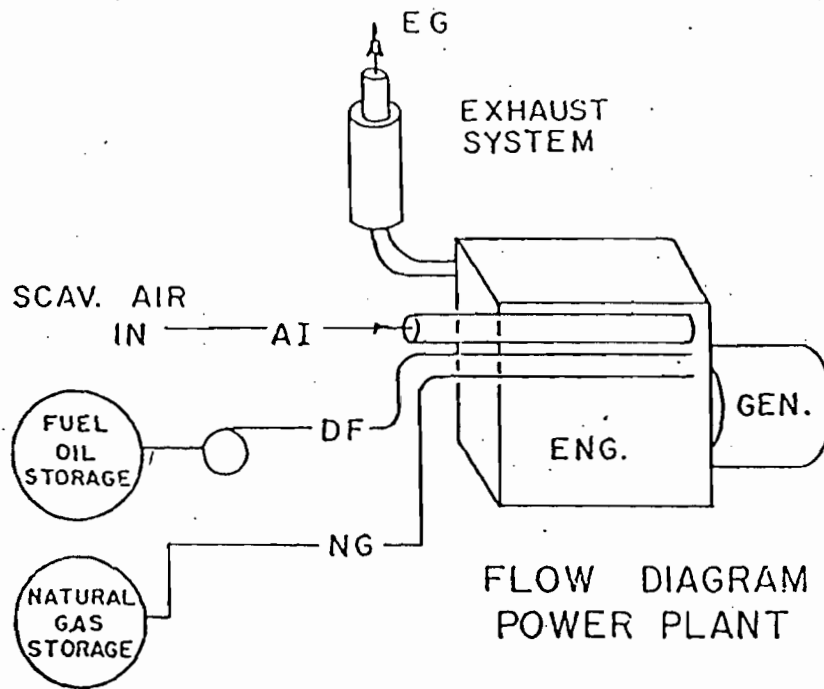 EG
EXHAUST
SYSTEM
SCAV. AIR
IN
AI
FUEL
OIL
STORAGE
DF
GEN.
ENG.
NG
NATURAL
GAS
STORAGE
FLOW DIAGRAM
POWER PLANT